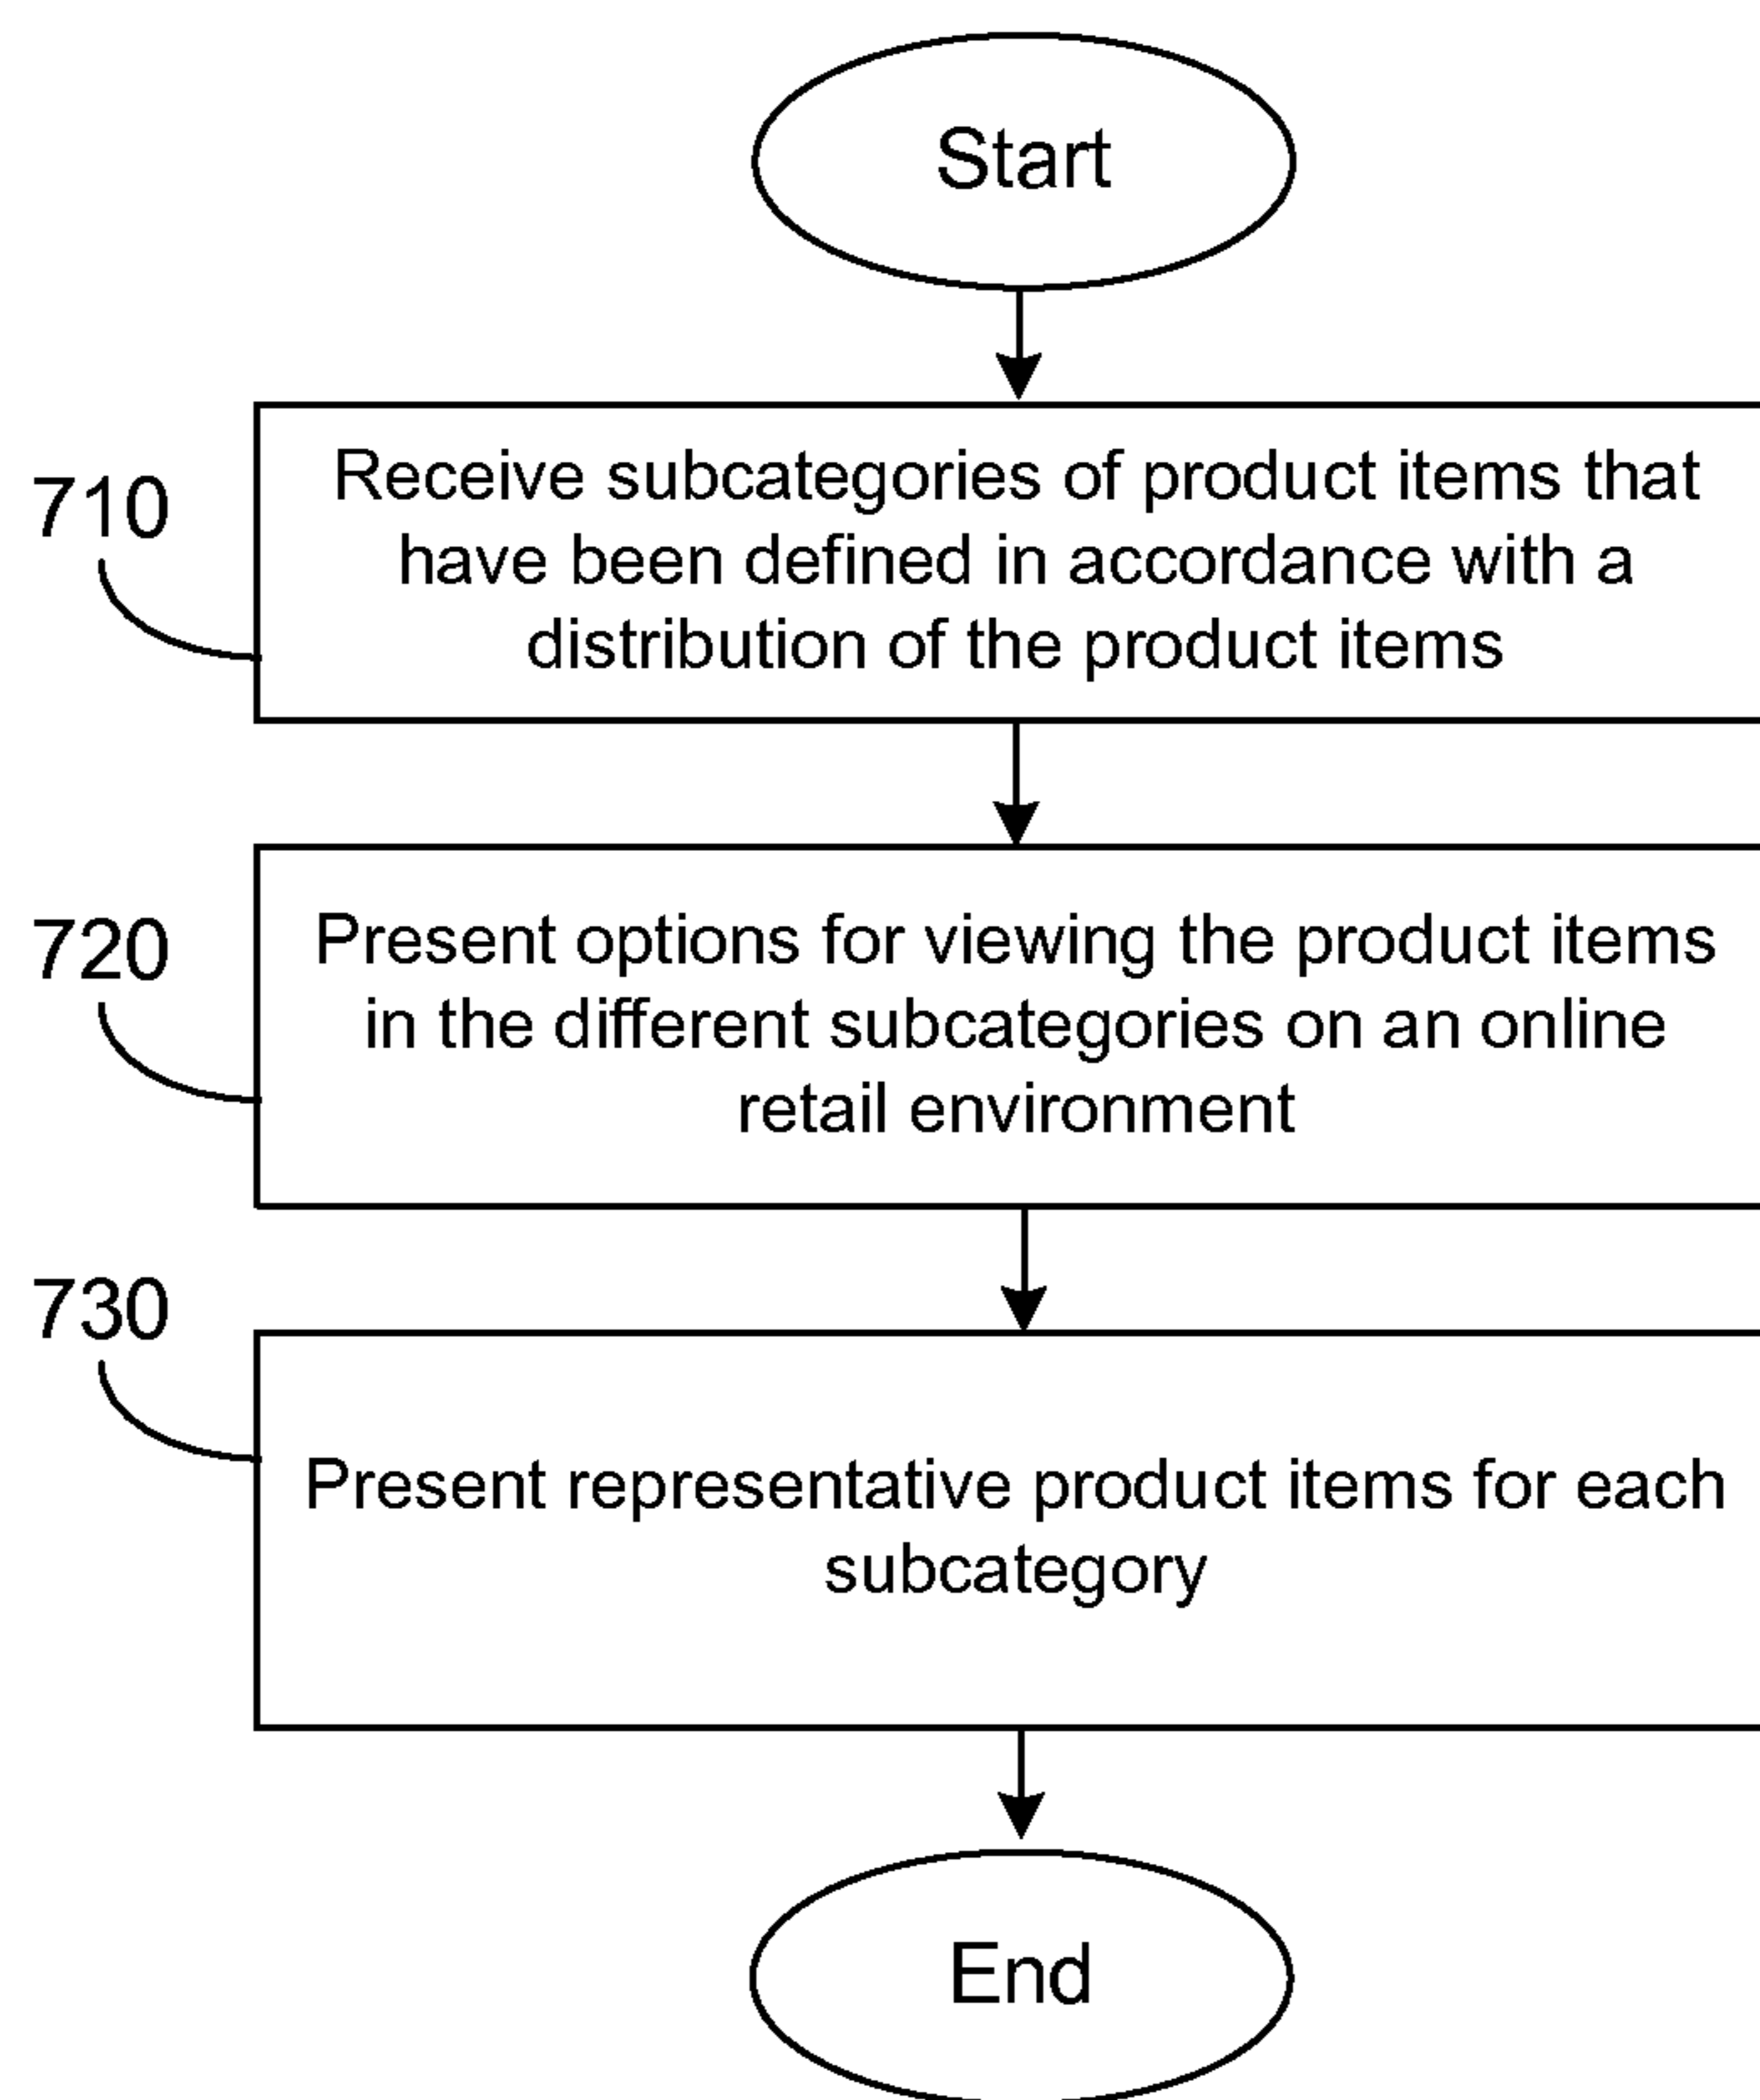 Start
710
Receive subcategories of product items that
have been defined in accordance with a
distribution of the product items
720
Present options for viewing the product items
in the different subcategories on an online
retail environment
730
Present representative product items for each
subcategory
End